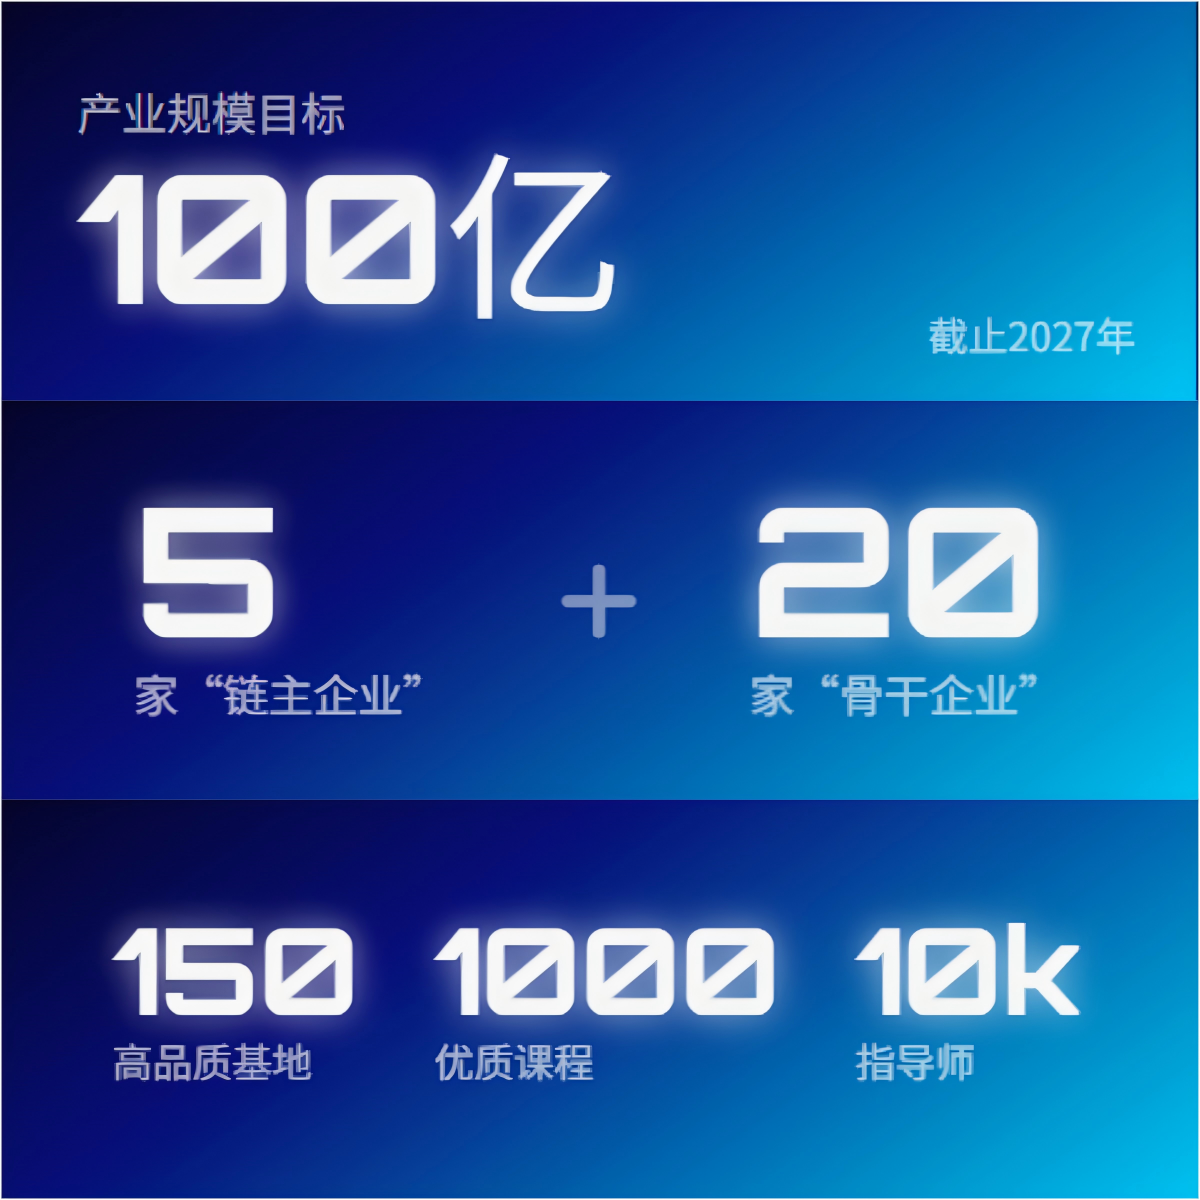 产业规模目标
100亿
截止2027年
5 + 20
家“链主企业” 家“骨干企业”
150 1000 10k
高品质基地 优质课程 指导师